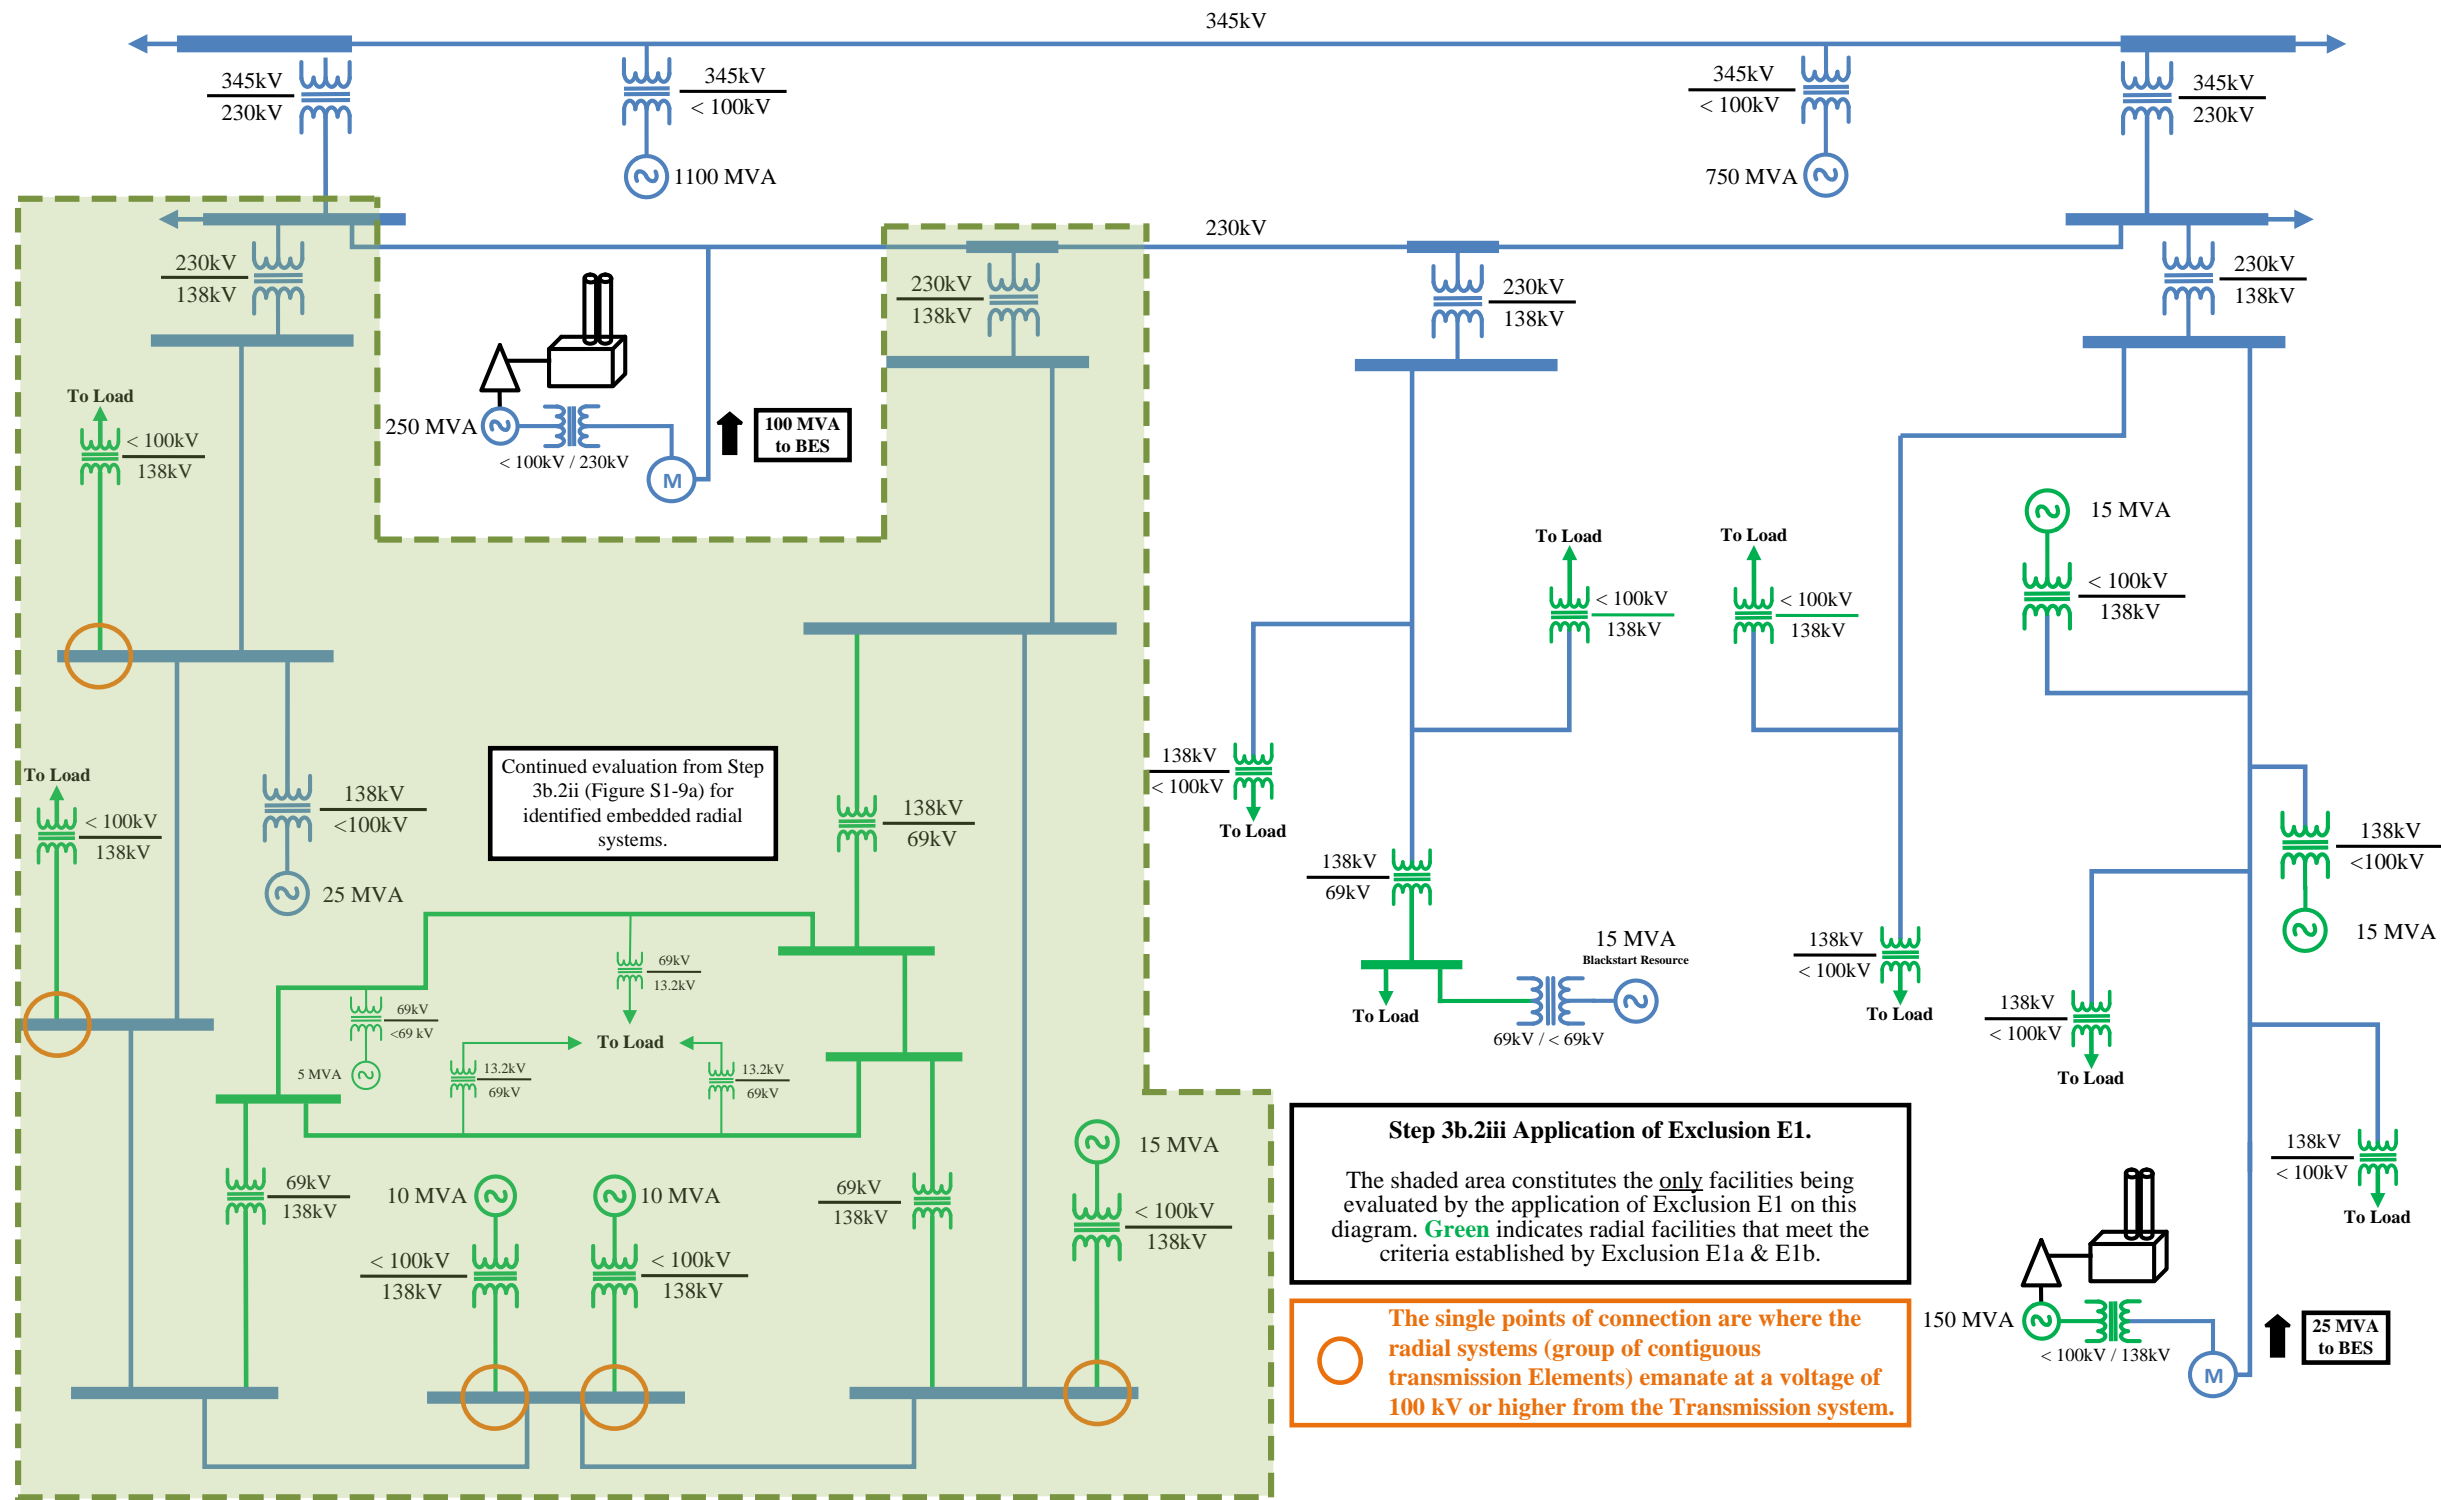 345kV
345kV
230kV
345kV
< 100kV
345kV
< 100kV
345kV
230kV
1100 MVA
750 MVA
230kV
230kV
138kV
230kV
138kV
230kV
138kV
230kV
138kV
To Load
< 100kV
138kV
250 MVA
< 100kV / 230kV
M
100 MVA
to BES
To Load
< 100kV
138kV
To Load
< 100kV
138kV
15 MVA
< 100kV
138kV
To Load
< 100kV
138kV
138kV
<100kV
25 MVA
Continued evaluation from Step
3b.2ii (Figure S1-9a) for
identified embedded radial
systems.
138kV
69kV
138kV
< 100kV
To Load
138kV
69kV
138kV
<100kV
15 MVA
15 MVA
Blackstart Resource
69kV / < 69kV
To Load
138kV
< 100kV
To Load
138kV
< 100kV
To Load
69kV
13.2kV
69kV
<69 kV
5 MVA
To Load
13.2kV
69kV
13.2kV
69kV
69kV
138kV
10 MVA
< 100kV
138kV
10 MVA
< 100kV
138kV
69kV
138kV
15 MVA
< 100kV
138kV
138kV
< 100kV
To Load
Step 3b.2iii Application of Exclusion E1.
The shaded area constitutes the only facilities being
evaluated by the application of Exclusion E1 on this
diagram. Green indicates radial facilities that meet the
criteria established by Exclusion E1a & E1b.
The single points of connection are where the
radial systems (group of contiguous
transmission Elements) emanate at a voltage of
100 kV or higher from the Transmission system.
150 MVA
< 100kV / 138kV
M
25 MVA
to BES